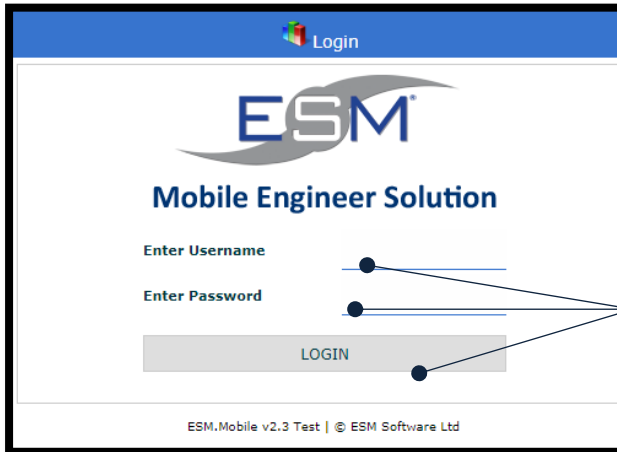 Login
ESM®
Mobile Engineer Solution
Enter Username
Enter Password
LOGIN
ESM.Mobile v2.3 Test | © ESM Software Ltd